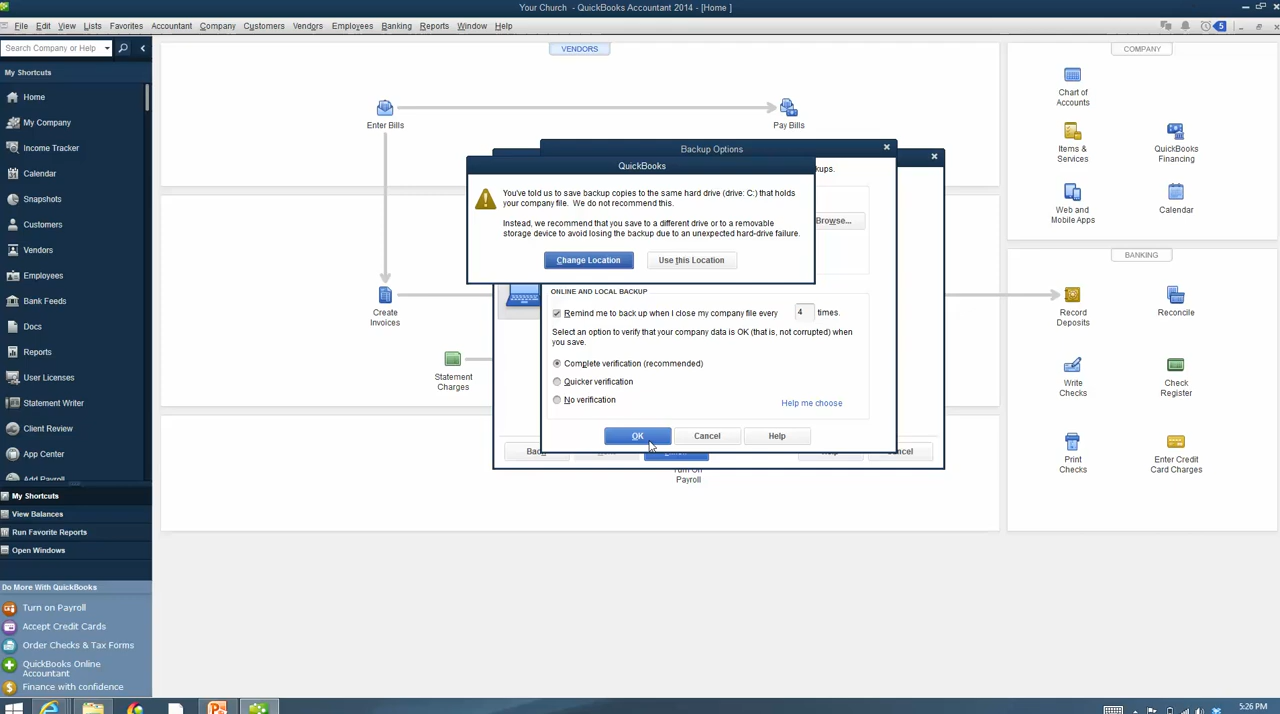 Your Church - QuickBooks Accountant 2014 - [Home ]
File Edit View Lists Favorites Accountant Company Customers Vendors Employees Banking Reports Window Help
5
Search Company or Help
My Shortcuts
Home
My Company
Income Tracker
Calendar
Snapshots
Customers
Vendors
Employees
Bank Feeds
Docs
Reports
User Licenses
Statement Writer
Client Review
App Center
Add Payroll
My Shortcuts
View Balances
Run Favorite Reports
Open Windows
Do More With QuickBooks
Turn on Payroll
Accept Credit Cards
Order Checks & Tax Forms
QuickBooks Online
Accountant
Finance with confidence
VENDORS
Enter Bills
Pay Bills
Create
Invoices
Statement
Charges
Turn On
Payroll
Backup Options
Browse...
QuickBooks
You've told us to save backup copies to the same hard drive (drive: C:) that holds
your company file. We do not recommend this.
Instead, we recommend that you save to a different drive or to a removable
storage device to avoid losing the backup due to an unexpected hard-drive failure.
Change Location Use this Location
ONLINE AND LOCAL BACKUP
Remind me to back up when I close my company file every 4 times.
Select an option to verify that your company data is OK (that is, not corrupted) when
you save.
Complete verification (recommended)
Quicker verification
No verification
Help me choose
OK Cancel Help
COMPANY
Chart of
Accounts
Items &
Services
QuickBooks
Financing
Web and
Mobile Apps
Calendar
BANKING
Record
Deposits
Reconcile
Write
Checks
Check
Register
Print
Checks
Enter Credit
Card Charges
5:26 PM